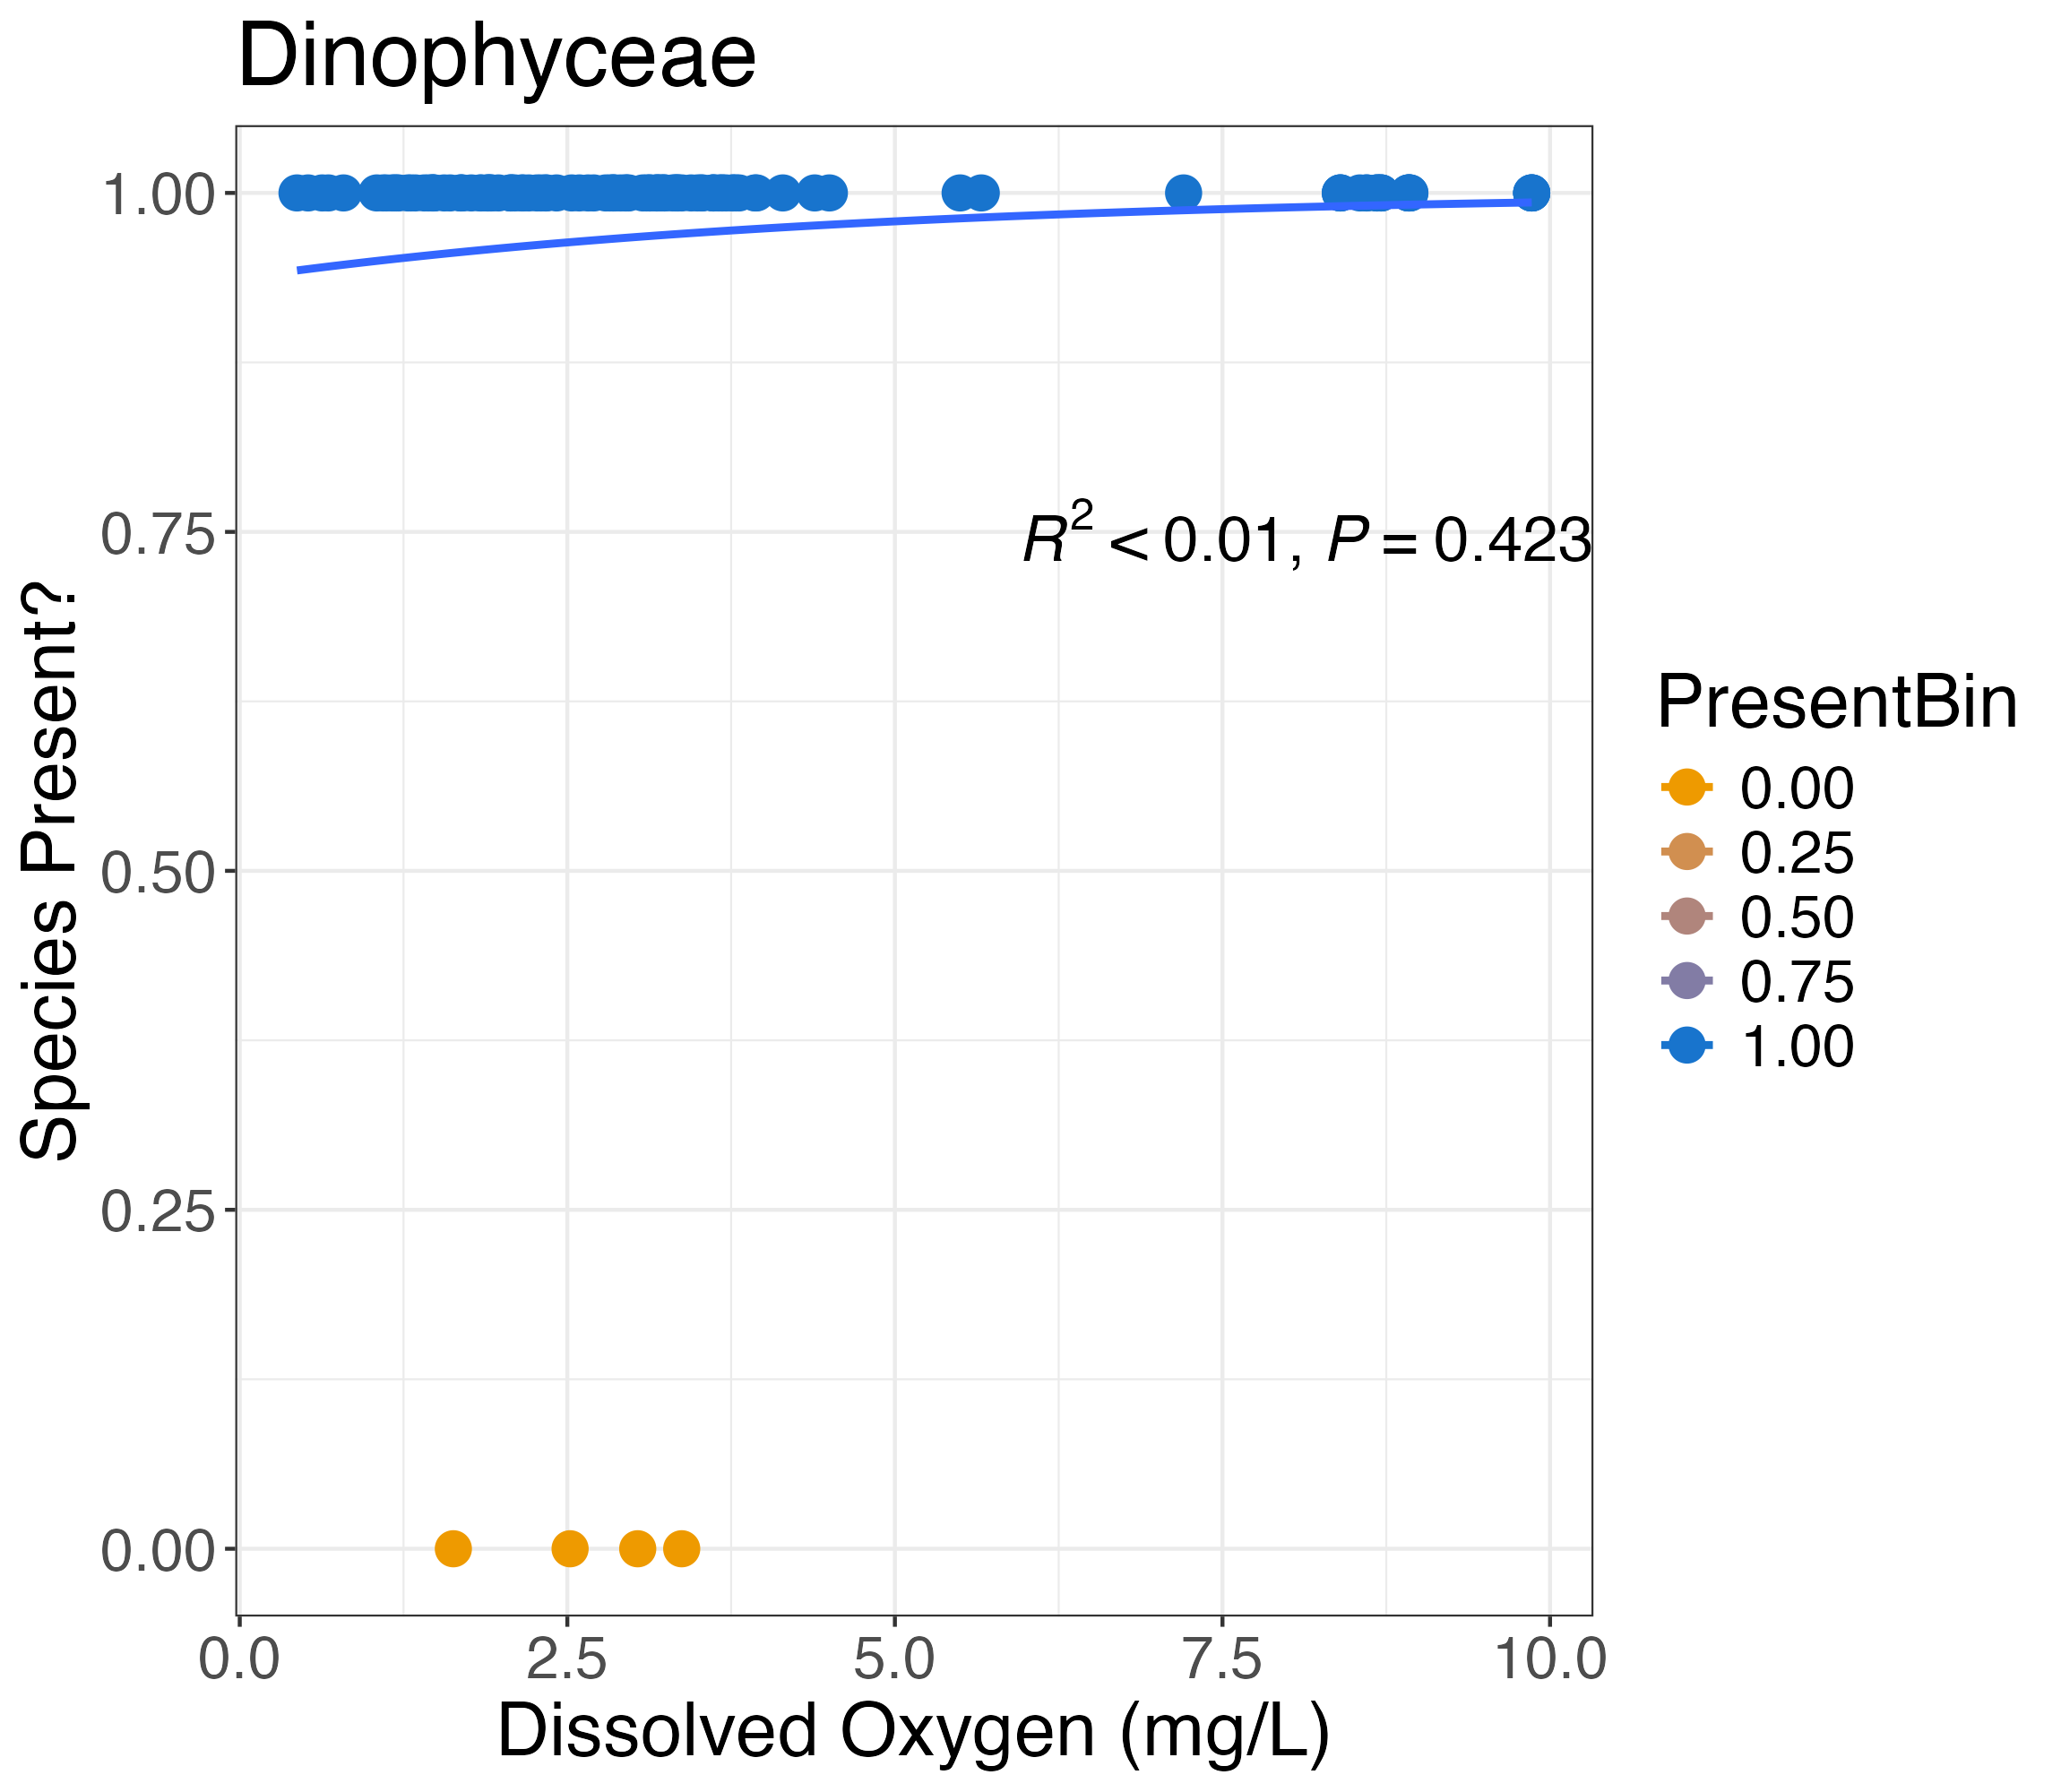 Dinophyceae
1.00
0.75
0.50
0.25
0.00
Species Present?
R² < 0.01, P = 0.423
0.0 2.5 5.0 7.5 10.0
Dissolved Oxygen (mg/L)
PresentBin
0.00
0.25
0.50
0.75
1.00